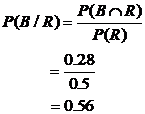 P(B / R) = P(B ∩ R) / P(R)
= 0.28 / 0.5
= 0.56